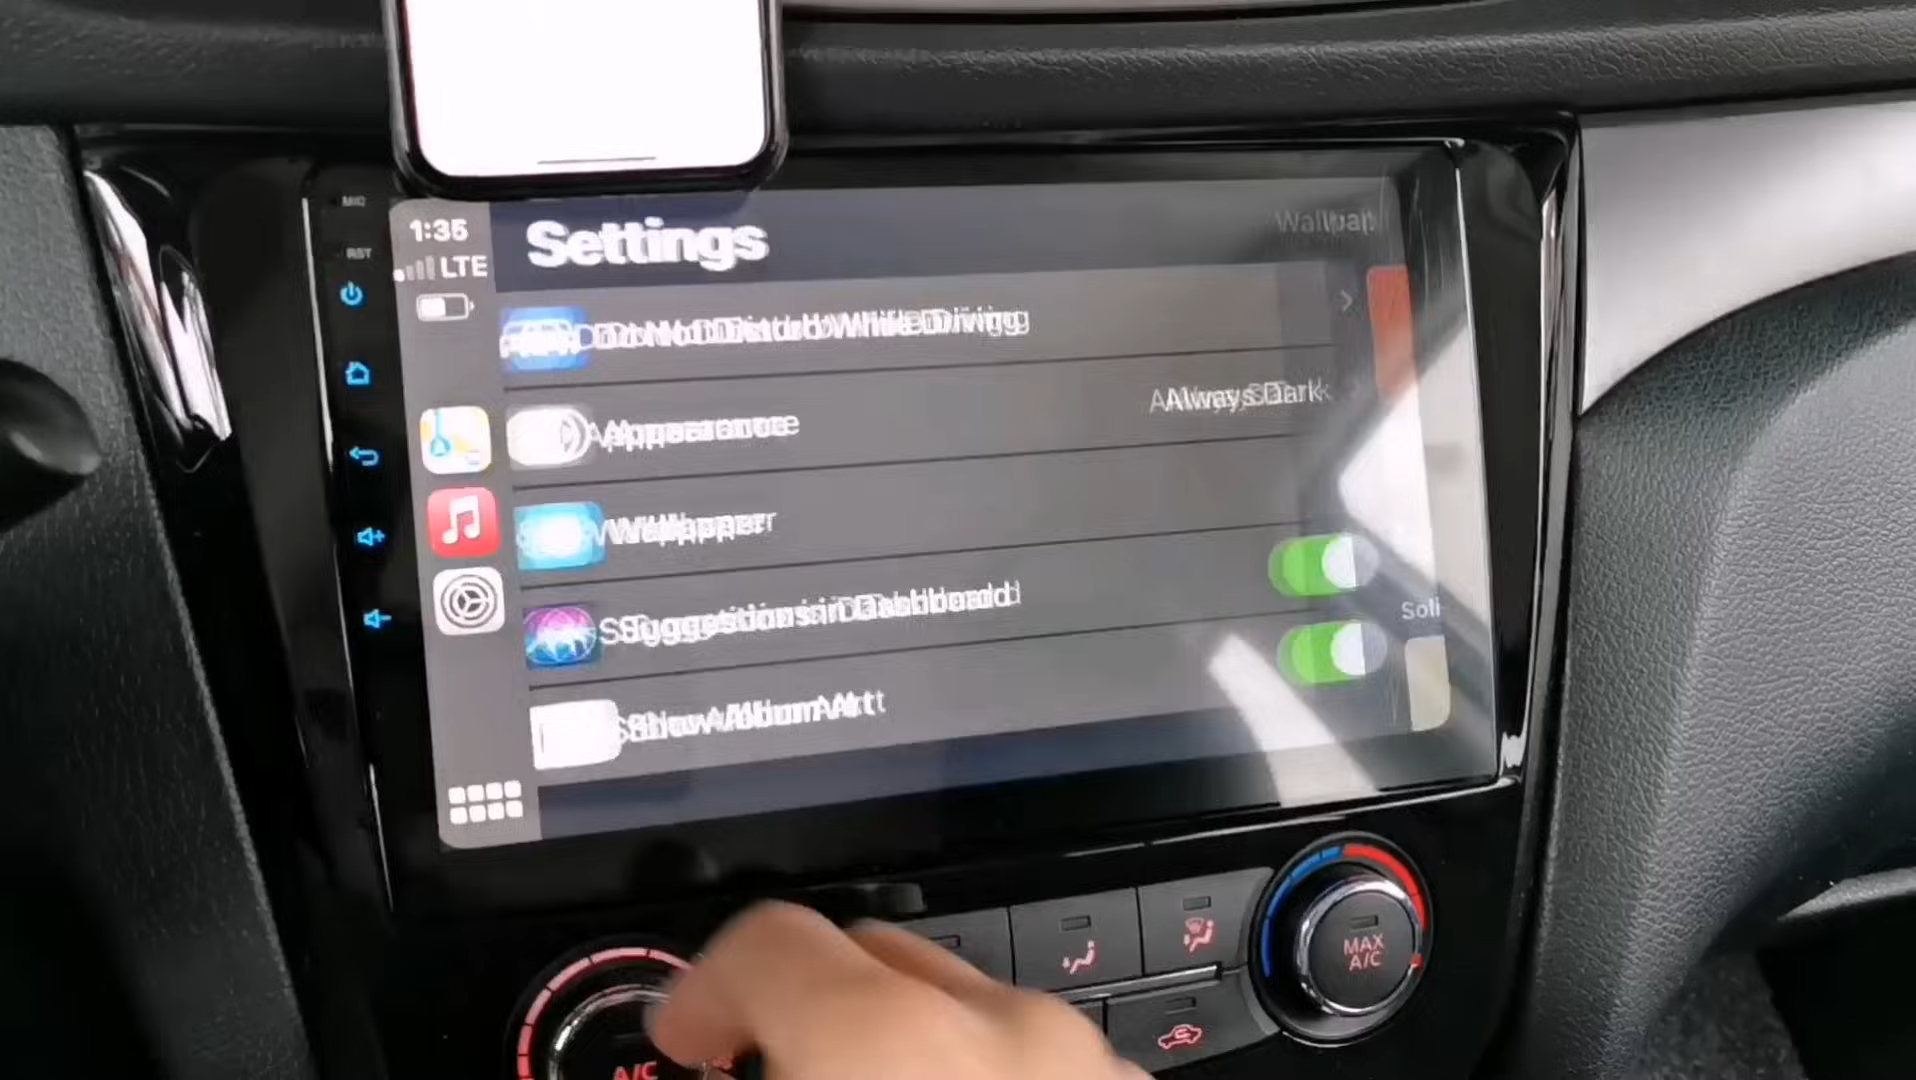 MIC
RST
1:35
LTE
Settings
Do Not Disturb While Driving
Appearance
Always Dark
Wallpaper
Suggestions in Dashboard
Show Album Art
Wallpap
Soli
MAX
A/C
A/C